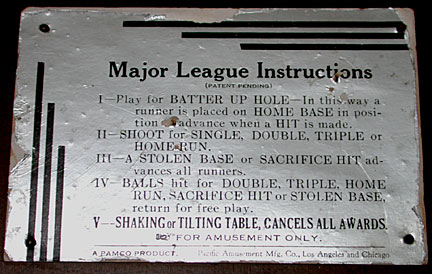 Major League Instructions
(PATENT PENDING)
I—Play for BATTER UP HOLE—In this way a
runner is placed on HOME BASE in posi-
tion to advance when a HIT is made.
II—SHOOT for SINGLE, DOUBLE, TRIPLE or
HOME RUN.
III—A STOLEN BASE or SACRIFICE HIT ad-
vances all runners.
IV—BALLS hit for DOUBLE, TRIPLE, HOME
RUN, SACRIFICE HIT or STOLEN BASE,
return for free play.
V—SHAKING or TILTING TABLE, CANCELS ALL AWARDS.
FOR AMUSEMENT ONLY.
A PAMCO PRODUCT. Pacific Amusement Mfg. Co., Los Angeles and Chicago